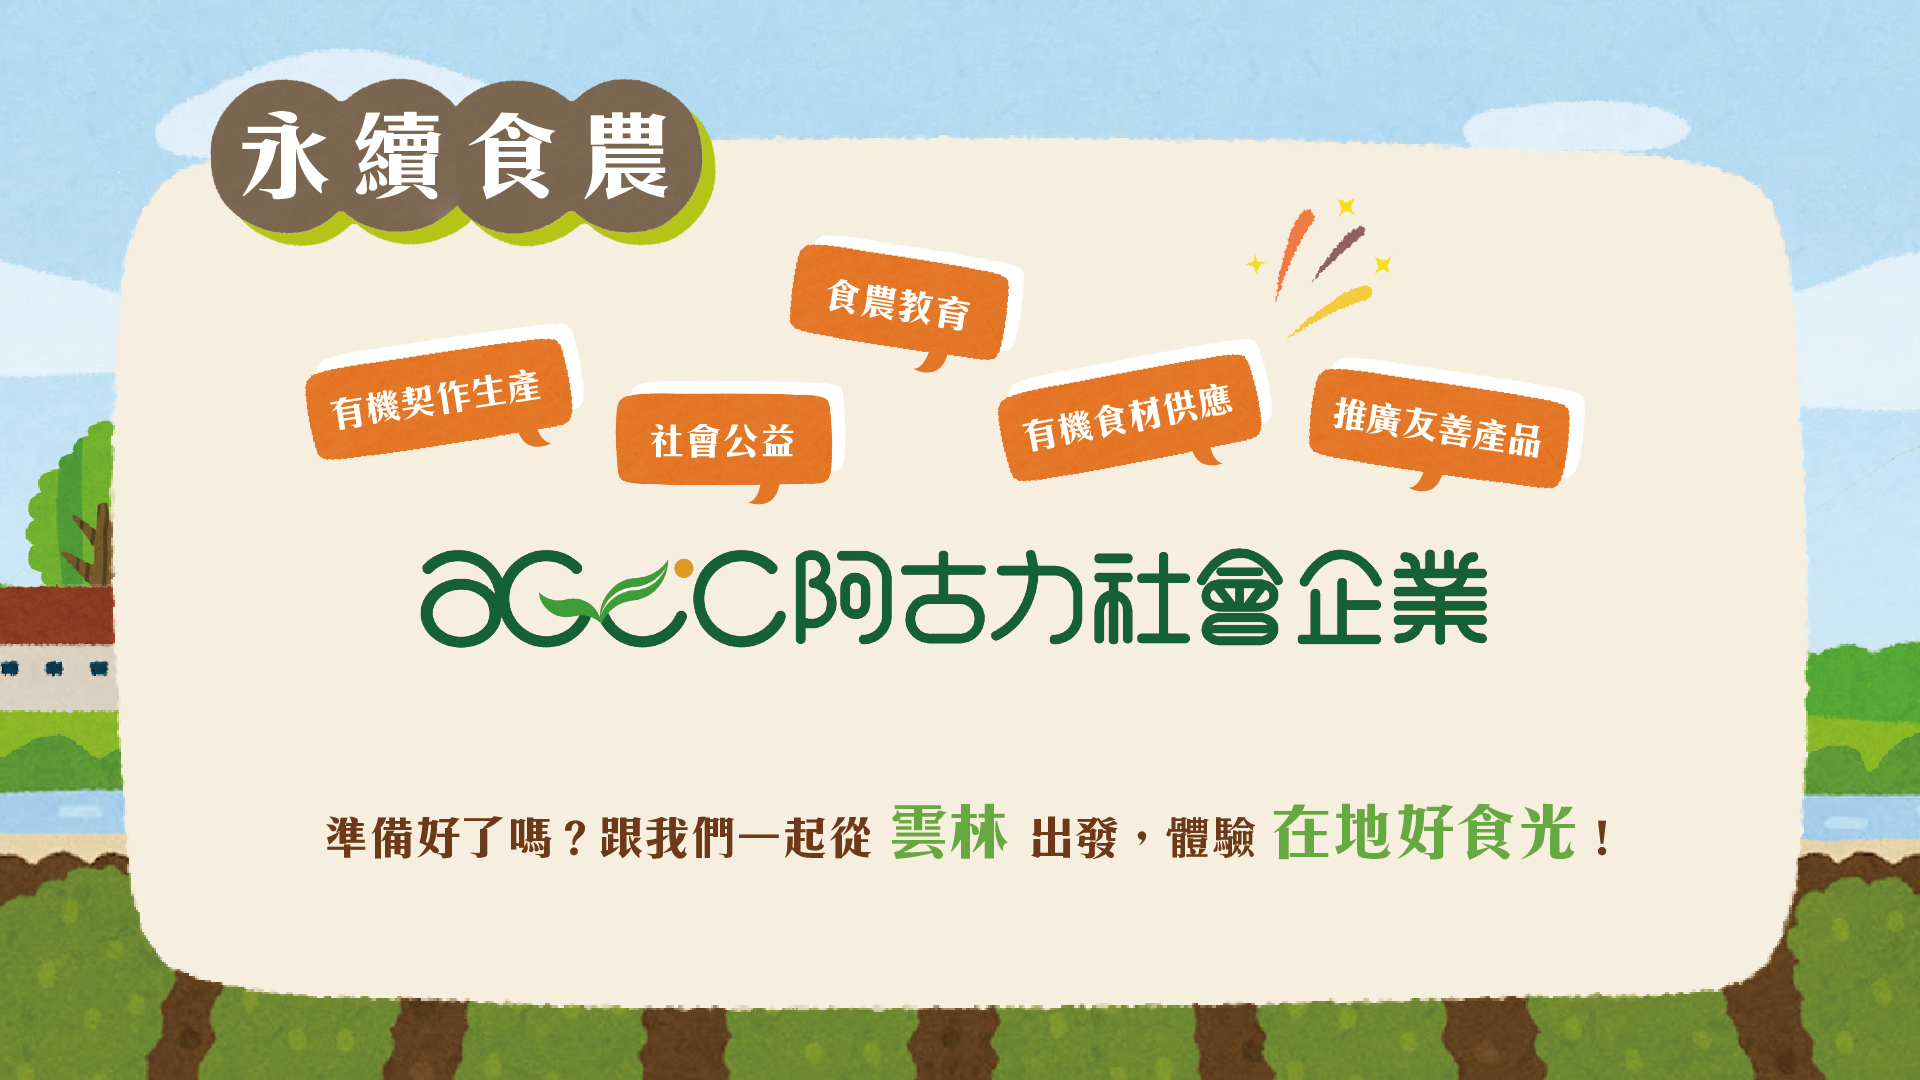 永續食農
食農教育
有機契作生產
社會公益
有機食材供應
推廣友善產品
AGCC阿古力社會企業
準備好了嗎？跟我們一起從 雲林 出發，體驗 在地好食光！